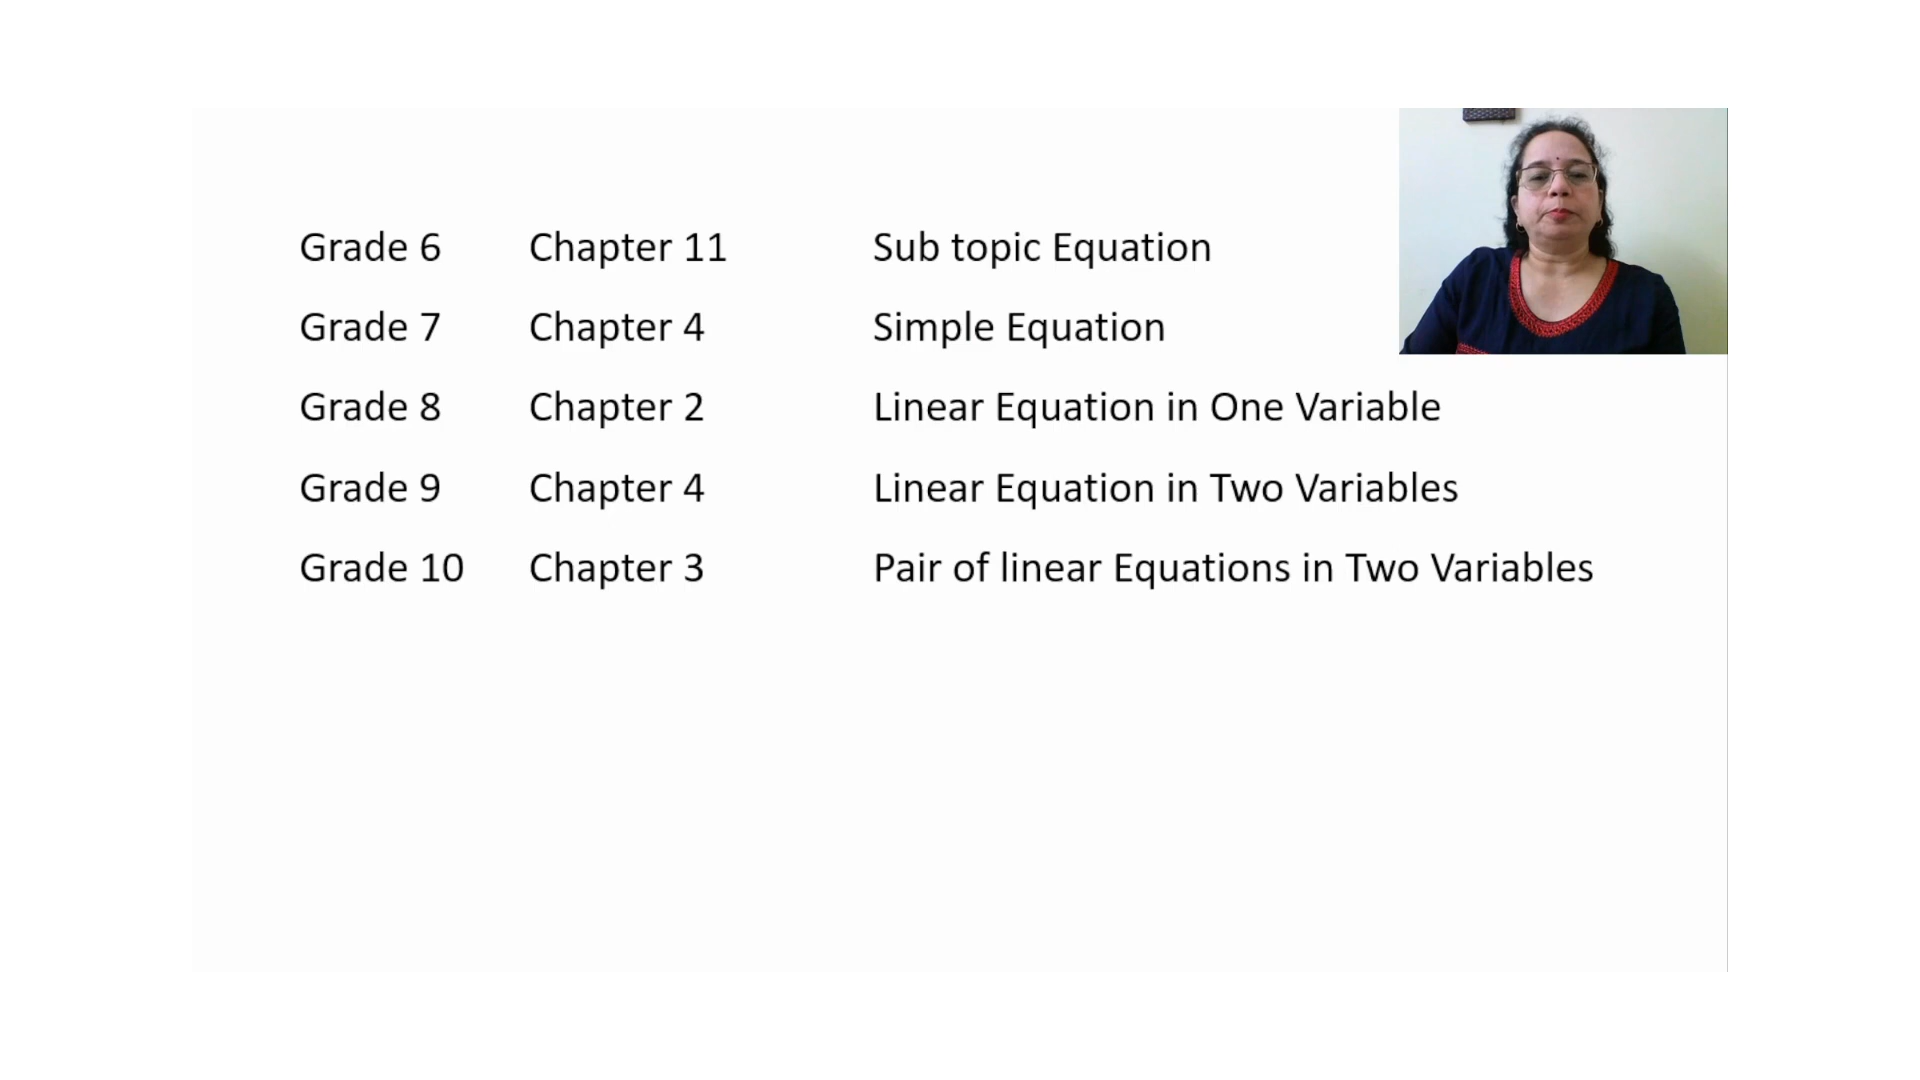 Grade 6 Chapter 11 Sub topic Equation
Grade 7 Chapter 4 Simple Equation
Grade 8 Chapter 2 Linear Equation in One Variable
Grade 9 Chapter 4 Linear Equation in Two Variables
Grade 10 Chapter 3 Pair of linear Equations in Two Variables